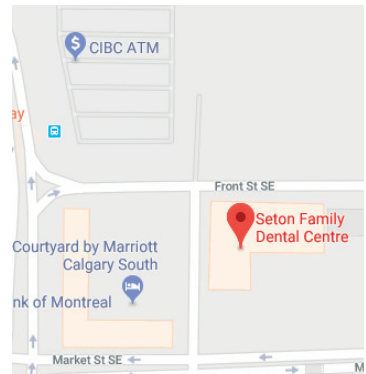 CIBC ATM
ay
Front St SE
Seton Family
Dental Centre
Courtyard by Marriott
Calgary South
nk of Montreal
Market St SE
M